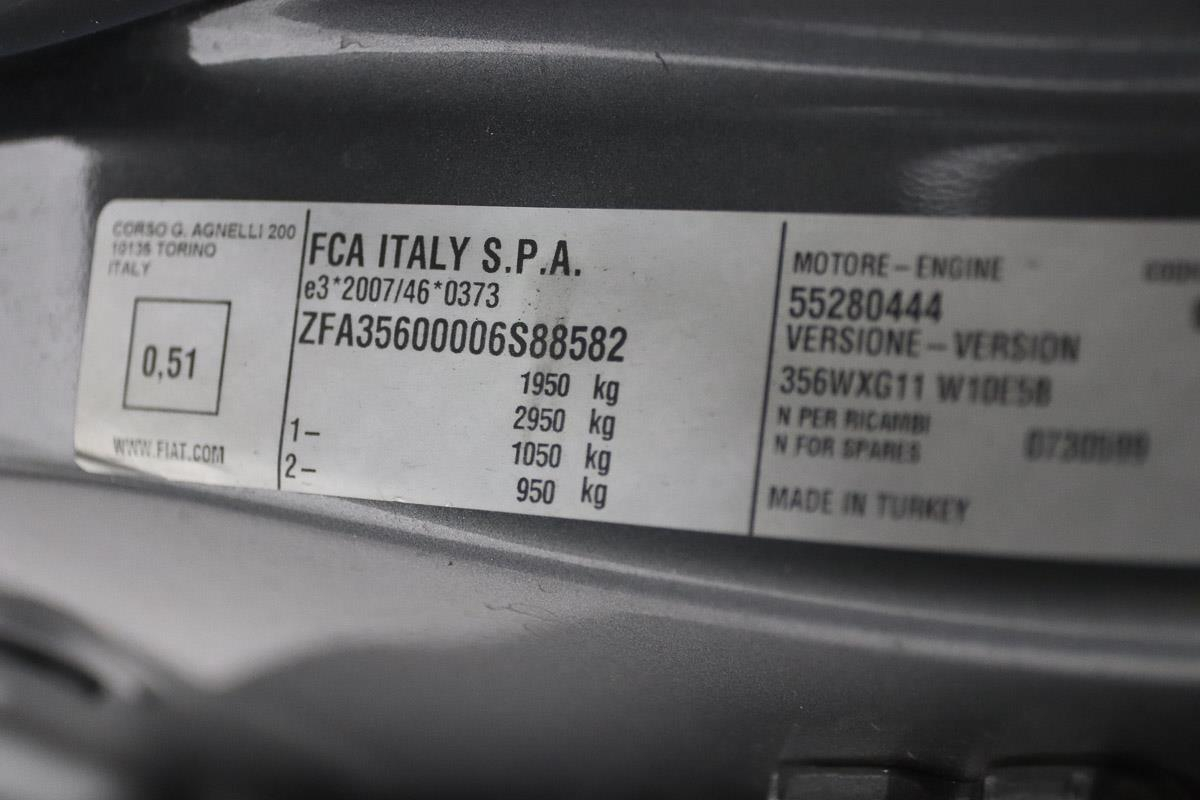 CORSO G. AGNELLI 200
10135 TORINO
ITALY
0,51
WWW.FIAT.COM
FCA ITALY S.P.A.
e3*2007/46*0373
ZFA35600006S88582
1950 kg
2950 kg
1– 1050 kg
2– 950 kg
MOTORE – ENGINE
55280444
VERSIONE – VERSION
356WXG11
N PER RICAMBI
N FOR SPARES
MADE IN TURKEY